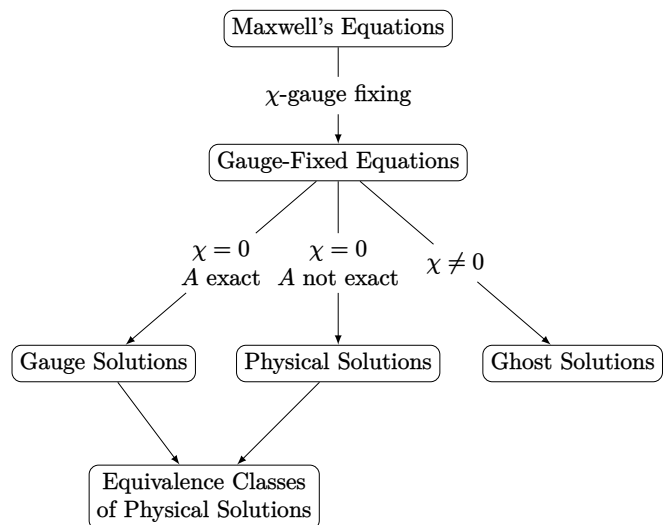 Maxwell's Equations
χ-gauge fixing
Gauge-Fixed Equations
χ = 0
A exact
χ = 0
A not exact
χ ≠ 0
Gauge Solutions
Physical Solutions
Ghost Solutions
Equivalence Classes
of Physical Solutions